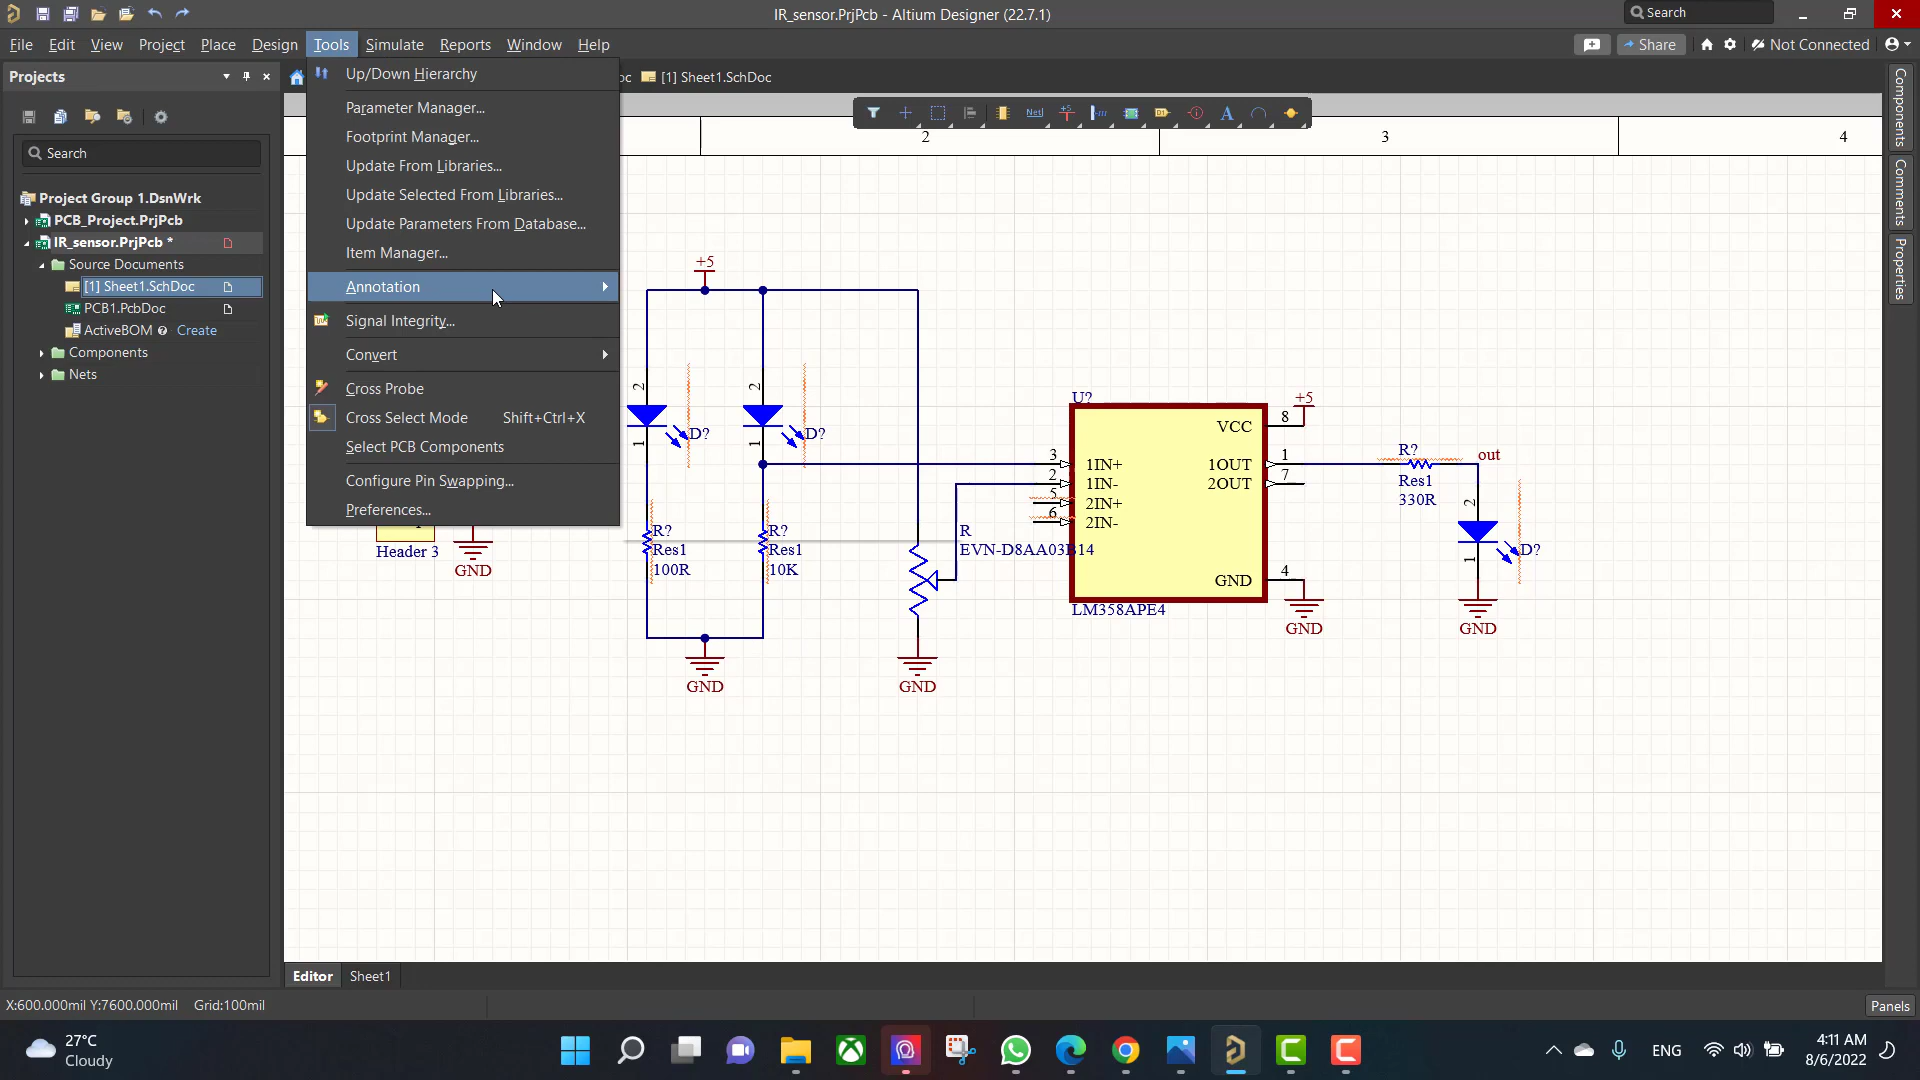 IR_sensor.PrjPcb - Altium Designer (22.7.1)
Search
File Edit View Project Place Design Tools Simulate Reports Window Help
Share
Not Connected
Projects
[1] Sheet1.SchDoc
Search
Project Group 1.DsnWrk
PCB_Project.PrjPcb
IR_sensor.PrjPcb *
Source Documents
[1] Sheet1.SchDoc
PCB1.PcbDoc
ActiveBOM Create
Components
Nets
Up/Down Hierarchy
Parameter Manager...
Footprint Manager...
Update From Libraries...
Update Selected From Libraries...
Update Parameters From Database...
Item Manager...
Annotation
Signal Integrity...
Convert
Cross Probe
Cross Select Mode Shift+Ctrl+X
Select PCB Components
Configure Pin Swapping...
Preferences...
Net
A
2 3 4
+5
2
1
D?
2
1
D?
R?
Res1
100R
R?
Res1
10K
GND
Header 3
GND
R
EVN-D8AA03B14
GND
U?
3 1IN+
2 1IN-
5 2IN+
6 2IN-
VCC 8
1OUT 1
2OUT 7
GND 4
LM358APE4
+5
GND
R?
Res1
330R
out
2
1
D?
GND
Components
Comments
Properties
Editor Sheet1
X:600.000mil Y:7600.000mil Grid:100mil
Panels
27°C
Cloudy
ENG
4:11 AM
8/6/2022